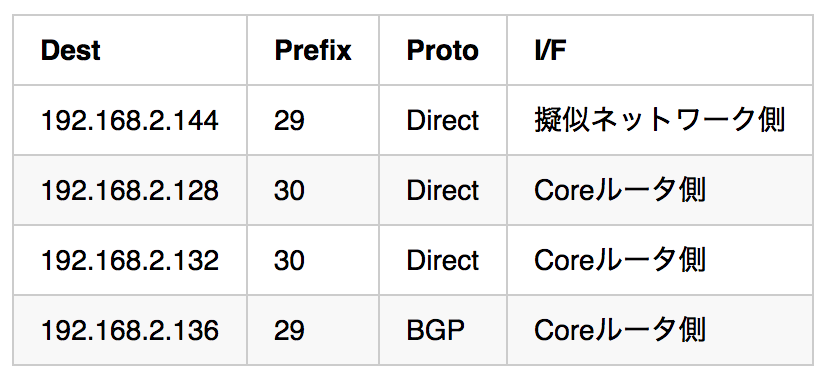 Dest Prefix Proto I/F
192.168.2.144 29 Direct 擬似ネットワーク側
192.168.2.128 30 Direct Coreルータ側
192.168.2.132 30 Direct Coreルータ側
192.168.2.136 29 BGP Coreルータ側